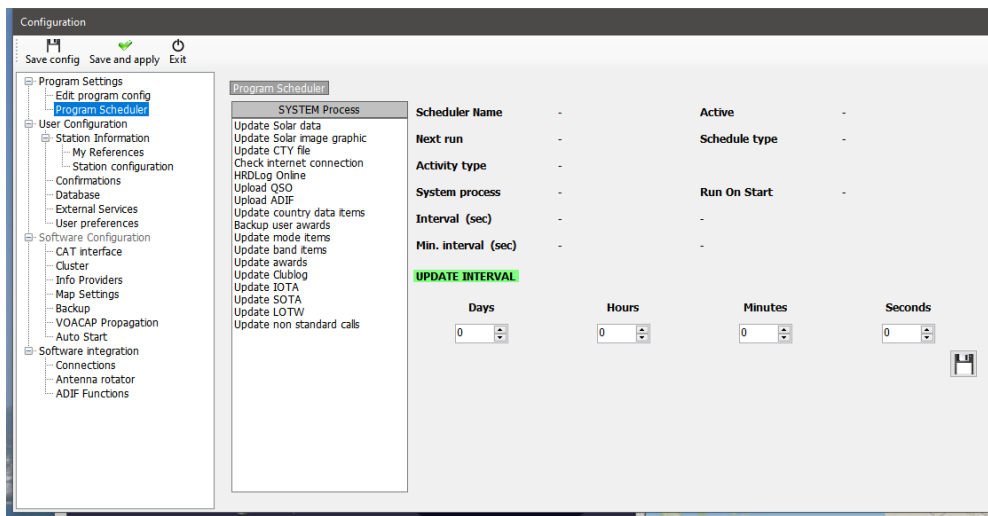 Configuration
Save config Save and apply Exit
Program Settings
Edit program config
Program Scheduler
User Configuration
Station Information
My References
Station configuration
Confirmations
Database
External Services
User preferences
Software Configuration
CAT interface
Cluster
Info Providers
Map Settings
Backup
VOACAP Propagation
Auto Start
Software integration
Connections
Antenna rotator
ADIF Functions
Program Scheduler
SYSTEM Process
Update Solar data
Update Solar image graphic
Update CTY file
Check internet connection
HRDLog Online
Upload QSO
Upload ADIF
Update country data items
Backup user awards
Update mode items
Update band items
Update awards
Update Clublog
Update IOTA
Update SOTA
Update LOTW
Update non standard calls
Scheduler Name - Active -
Next run - Schedule type -
Activity type -
System process - Run On Start -
Interval (sec) - -
Min. interval (sec) - -
UPDATE INTERVAL
Days Hours Minutes Seconds
0 0 0 0